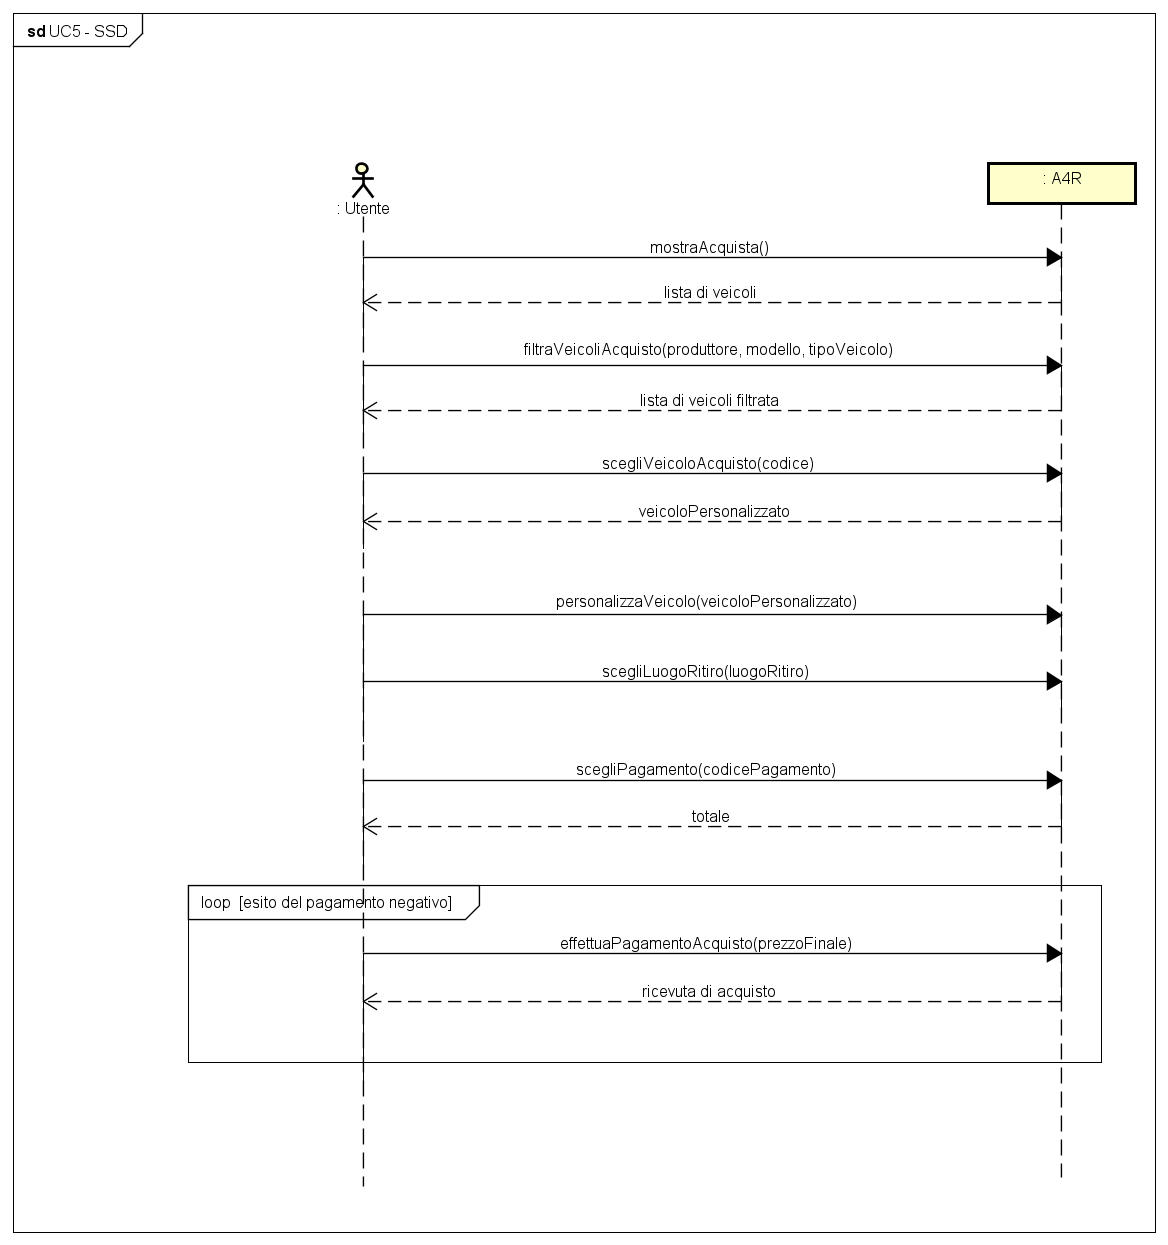 sd UC5 - SSD
: Utente
: A4R
mostraAcquista()
lista di veicoli
filtraVeicoliAcquisto(produttore, modello, tipoVeicolo)
lista di veicoli filtrata
scegliVeicoloAcquisto(codice)
veicoloPersonalizzato
personalizzaVeicolo(veicoloPersonalizzato)
scegliLuogoRitiro(luogoRitiro)
scegliPagamento(codicePagamento)
totale
loop [esito del pagamento negativo]
effettuaPagamentoAcquisto(prezzoFinale)
ricevuta di acquisto